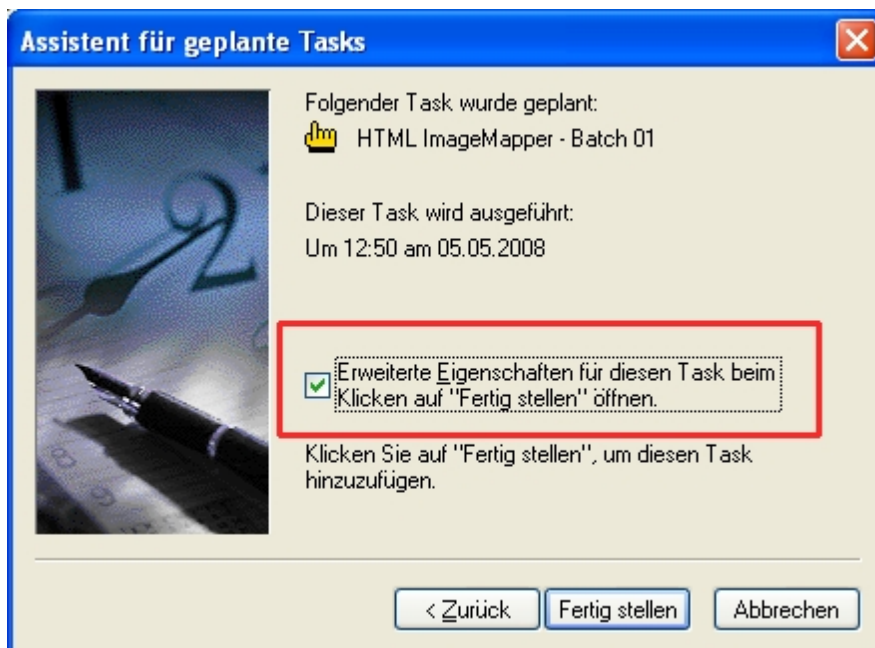 Assistent für geplante Tasks
Folgender Task wurde geplant:
HTML ImageMapper - Batch 01
Dieser Task wird ausgeführt:
Um 12:50 am 05.05.2008
Erweiterte Eigenschaften für diesen Task beim
Klicken auf "Fertig stellen" öffnen.
Klicken Sie auf "Fertig stellen", um diesen Task
hinzuzufügen.
< Zurück
Fertig stellen
Abbrechen